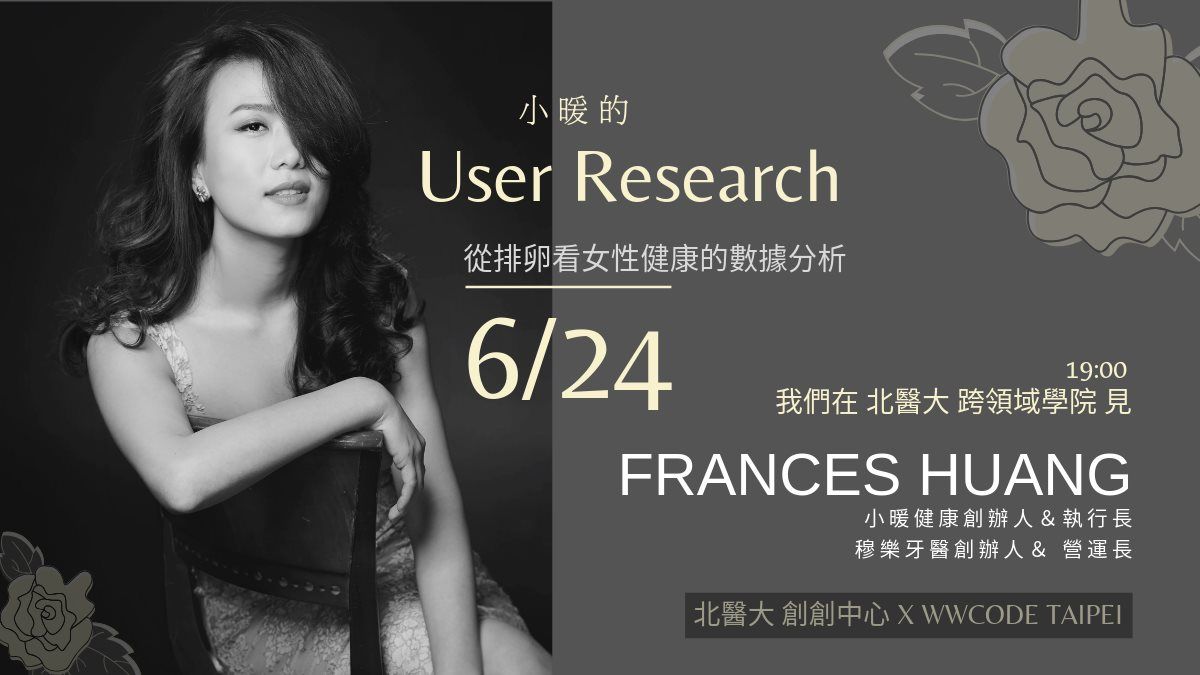 小暖的
User Research
從排卵看女性健康的數據分析
6/24
19:00
我們在 北醫大 跨領域學院 見
FRANCES HUANG
小暖健康創辦人＆執行長
穆樂牙醫創辦人＆ 營運長
北醫大 創創中心 X WWCODE TAIPEI